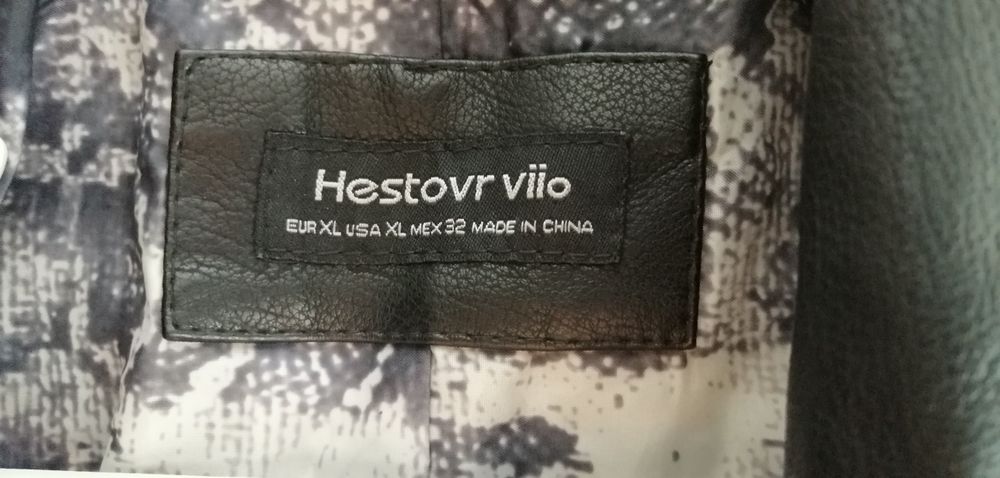 Hestovr viio
EUR XL USA XL MEX 32 MADE IN CHINA